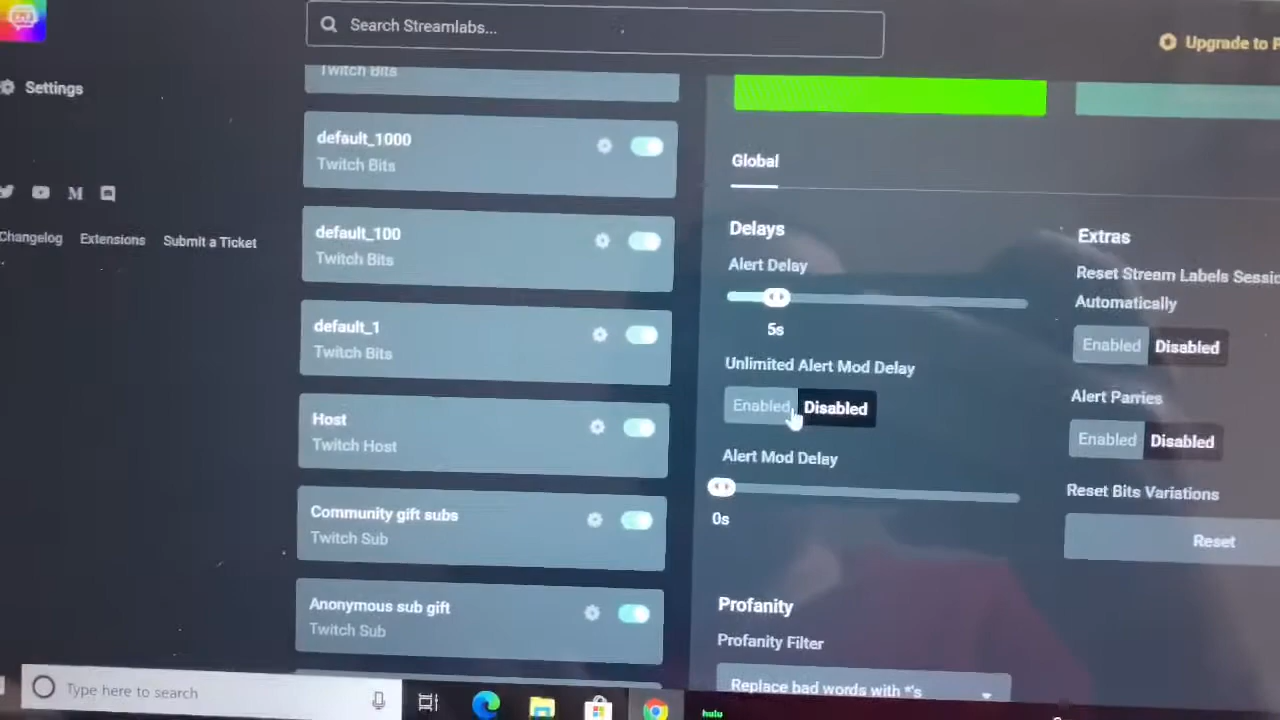 Search Streamlabs...
Upgrade to
Settings
Changelog
Extensions
Submit a Ticket
Twitch Bits
default_1000
Twitch Bits
default_100
Twitch Bits
default_1
Twitch Bits
Host
Twitch Host
Community gift subs
Twitch Sub
Anonymous sub gift
Twitch Sub
Global
Delays
Alert Delay
5s
Unlimited Alert Mod Delay
Enabled Disabled
Alert Mod Delay
0s
Profanity
Profanity Filter
Replace bad words with *'s
Extras
Reset Stream Labels Sessio
Automatically
Enabled Disabled
Alert Parries
Enabled Disabled
Reset Bits Variations
Reset
Type here to search
hulu